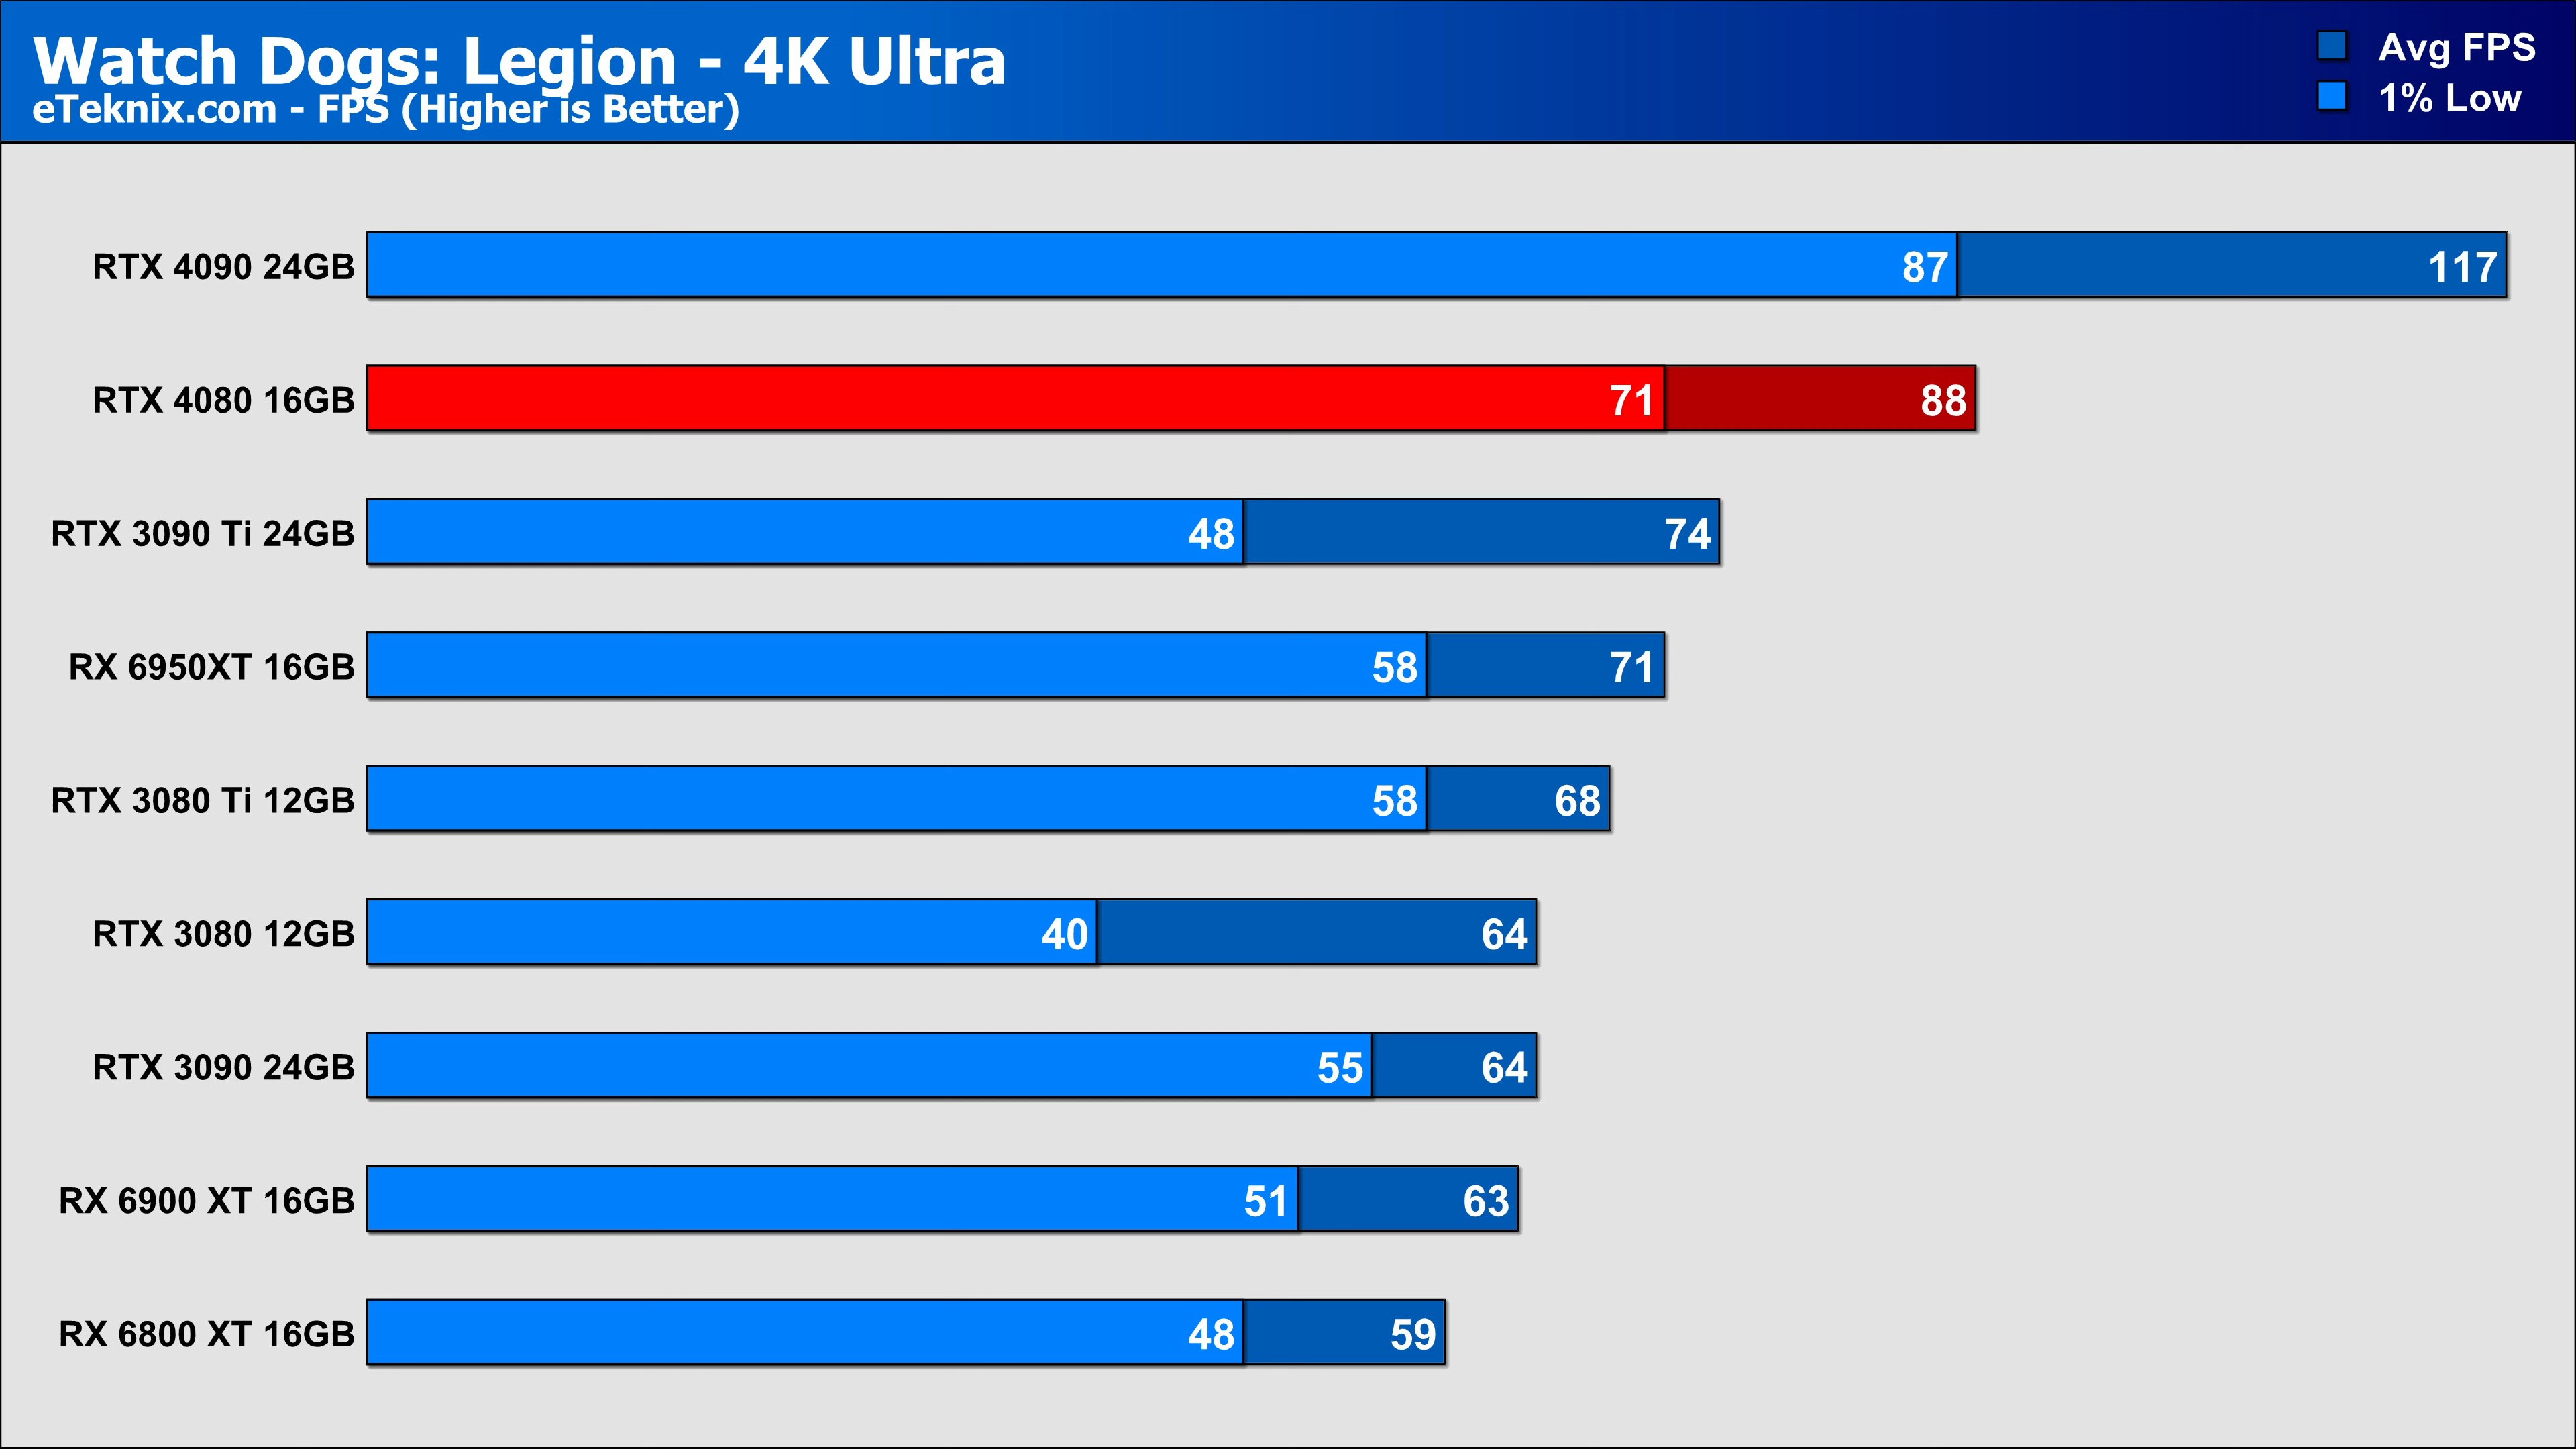 Watch Dogs: Legion - 4K Ultra
eTeknix.com - FPS (Higher is Better)
Avg FPS
1% Low
RTX 4090 24GB 87 117
RTX 4080 16GB 71 88
RTX 3090 Ti 24GB 48 74
RX 6950XT 16GB 58 71
RTX 3080 Ti 12GB 58 68
RTX 3080 12GB 40 64
RTX 3090 24GB 55 64
RX 6900 XT 16GB 51 63
RX 6800 XT 16GB 48 59